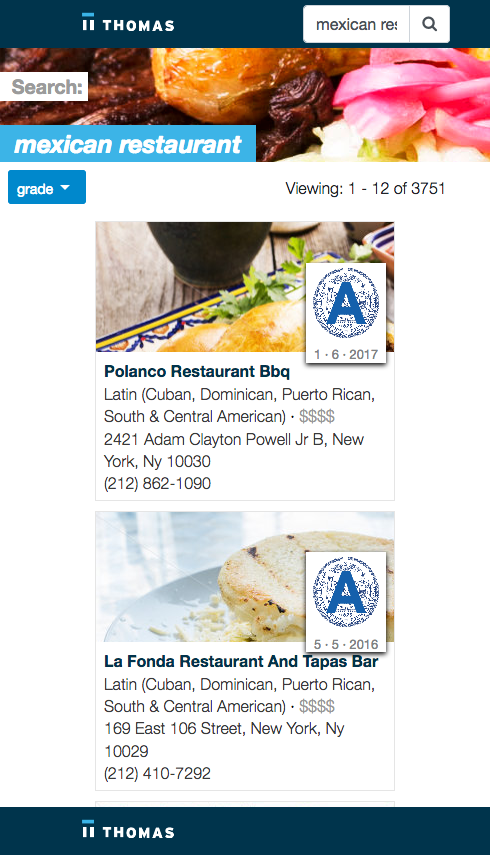 THOMAS
mexican res
Search:
mexican restaurant
grade
Viewing: 1 - 12 of 3751
A
1 · 6 · 2017
Polanco Restaurant Bbq
Latin (Cuban, Dominican, Puerto Rican,
South & Central American) · $$$$
2421 Adam Clayton Powell Jr B, New
York, Ny 10030
(212) 862-1090
A
5 · 5 · 2016
La Fonda Restaurant And Tapas Bar
Latin (Cuban, Dominican, Puerto Rican,
South & Central American) · $$$$
169 East 106 Street, New York, Ny
10029
(212) 410-7292
THOMAS